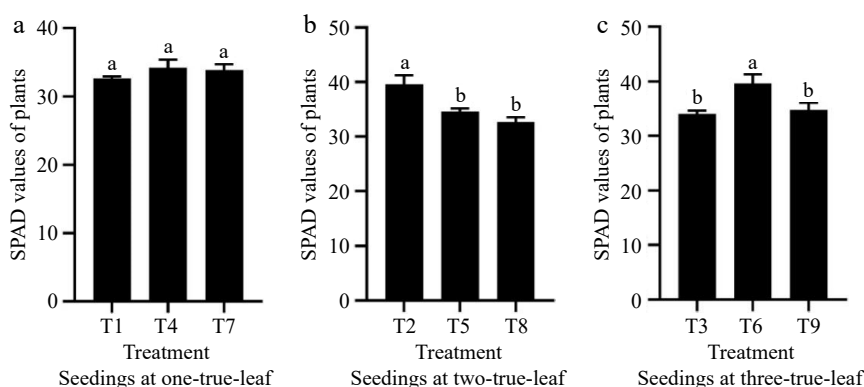 a
SPAD values of plants
40
30
20
10
0
a
a
a
T1 T4 T7
Treatment
Seedings at one-true-leaf
b
SPAD values of plants
50
40
30
20
10
0
a
b
b
T2 T5 T8
Treatment
Seedings at two-true-leaf
c
SPAD values of plants
50
40
30
20
10
0
b
a
b
T3 T6 T9
Treatment
Seedings at three-true-leaf